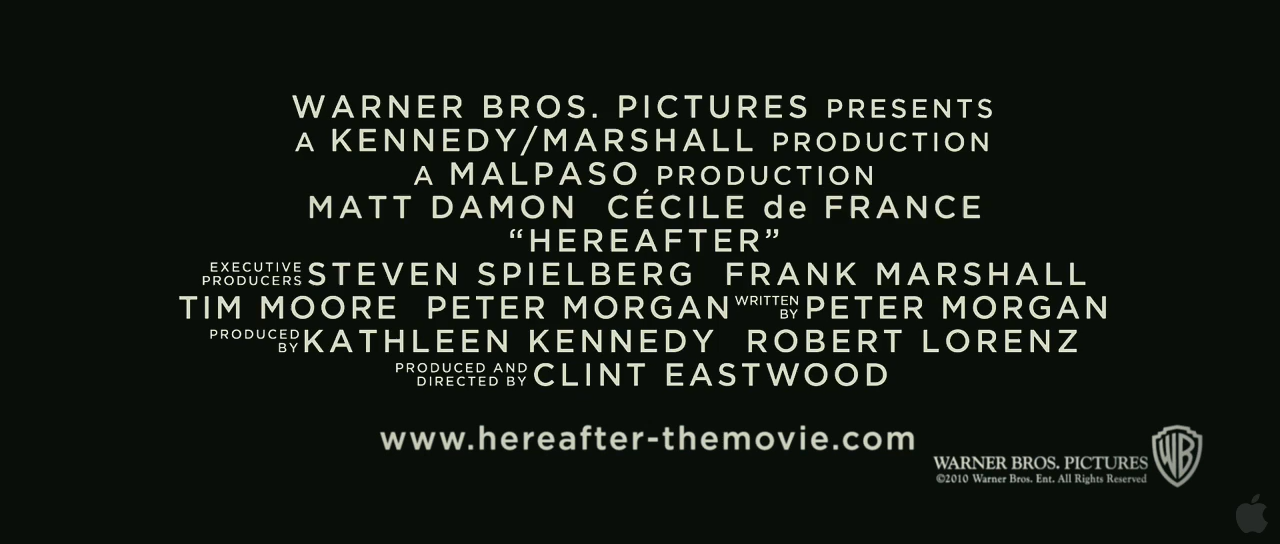 WARNER BROS. PICTURES PRESENTS
A KENNEDY/MARSHALL PRODUCTION
A MALPASO PRODUCTION
MATT DAMON CÉCILE de FRANCE
“HEREAFTER”
EXECUTIVE PRODUCERS STEVEN SPIELBERG FRANK MARSHALL
TIM MOORE PETER MORGAN WRITTEN BY PETER MORGAN
PRODUCED BY KATHLEEN KENNEDY ROBERT LORENZ
PRODUCED AND DIRECTED BY CLINT EASTWOOD
www.hereafter-themovie.com
WARNER BROS. PICTURES WB
©2010 Warner Bros. Ent. All Rights Reserved